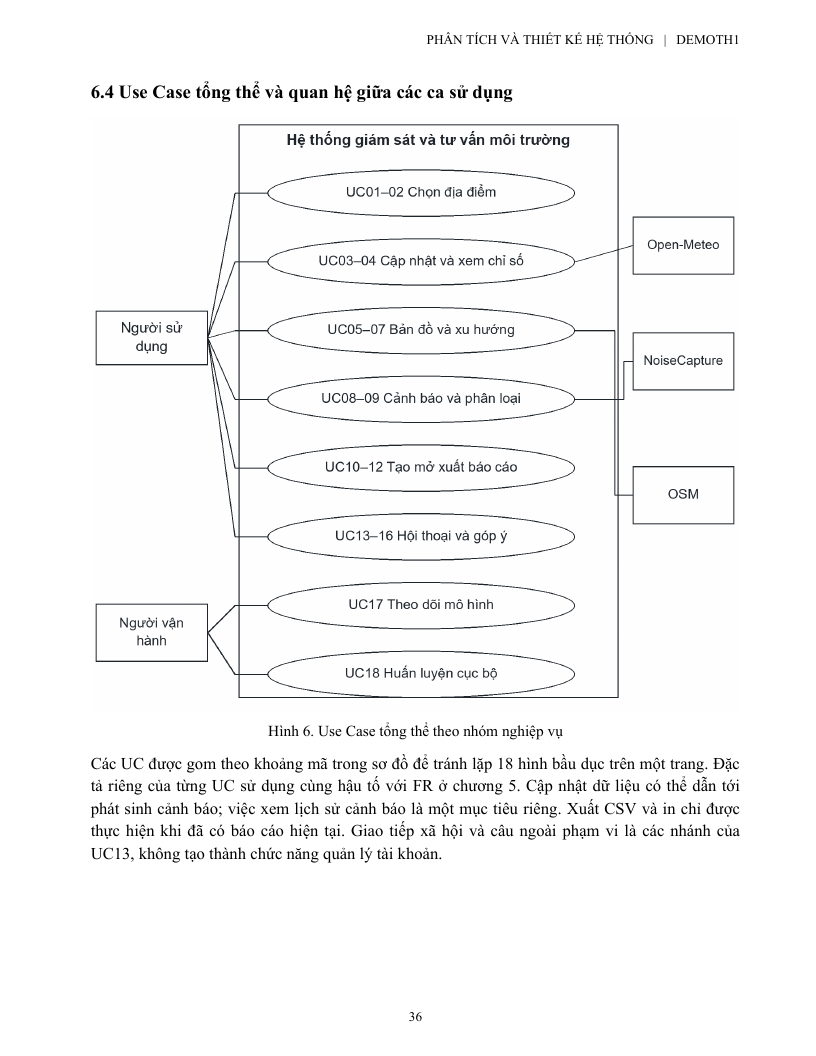 PHÂN TÍCH VÀ THIẾT KẾ HỆ THỐNG | DEMOTH1
6.4 Use Case tổng thể và quan hệ giữa các ca sử dụng
Hệ thống giám sát và tư vấn môi trường
UC01–02 Chọn địa điểm
Open-Meteo
UC03–04 Cập nhật và xem chỉ số
Người sử
dụng
UC05–07 Bản đồ và xu hướng
NoiseCapture
UC08–09 Cảnh báo và phân loại
UC10–12 Tạo mở xuất báo cáo
OSM
UC13–16 Hội thoại và góp ý
UC17 Theo dõi mô hình
Người vận
hành
UC18 Huấn luyện cục bộ
Hình 6. Use Case tổng thể theo nhóm nghiệp vụ
Các UC được gom theo khoảng mã trong sơ đồ để tránh lặp 18 hình bầu dục trên một trang. Đặc
tả riêng của từng UC sử dụng cùng hậu tố với FR ở chương 5. Cập nhật dữ liệu có thể dẫn tới
phát sinh cảnh báo; việc xem lịch sử cảnh báo là một mục tiêu riêng. Xuất CSV và in chỉ được
thực hiện khi đã có báo cáo hiện tại. Giao tiếp xã hội và câu ngoài phạm vi là các nhánh của
UC13, không tạo thành chức năng quản lý tài khoản.
36